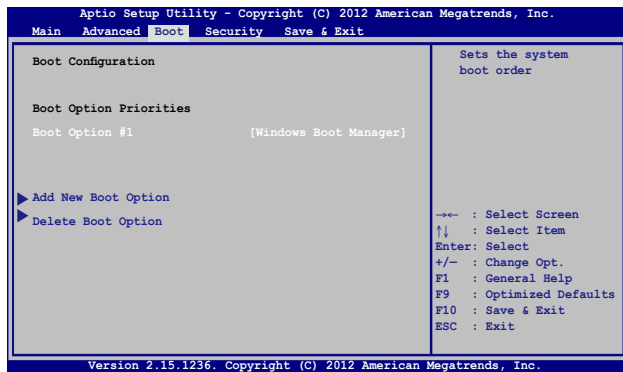 Aptio Setup Utility - Copyright (C) 2012 American Megatrends, Inc.
Main Advanced Boot Security Save & Exit
Boot Configuration
Boot Option Priorities
Boot Option #1 [Windows Boot Manager]
Add New Boot Option
Delete Boot Option
Sets the system
boot order
→← : Select Screen
↑↓ : Select Item
Enter: Select
+/— : Change Opt.
F1 : General Help
F9 : Optimized Defaults
F10 : Save & Exit
ESC : Exit
Version 2.15.1236. Copyright (C) 2012 American Megatrends, Inc.